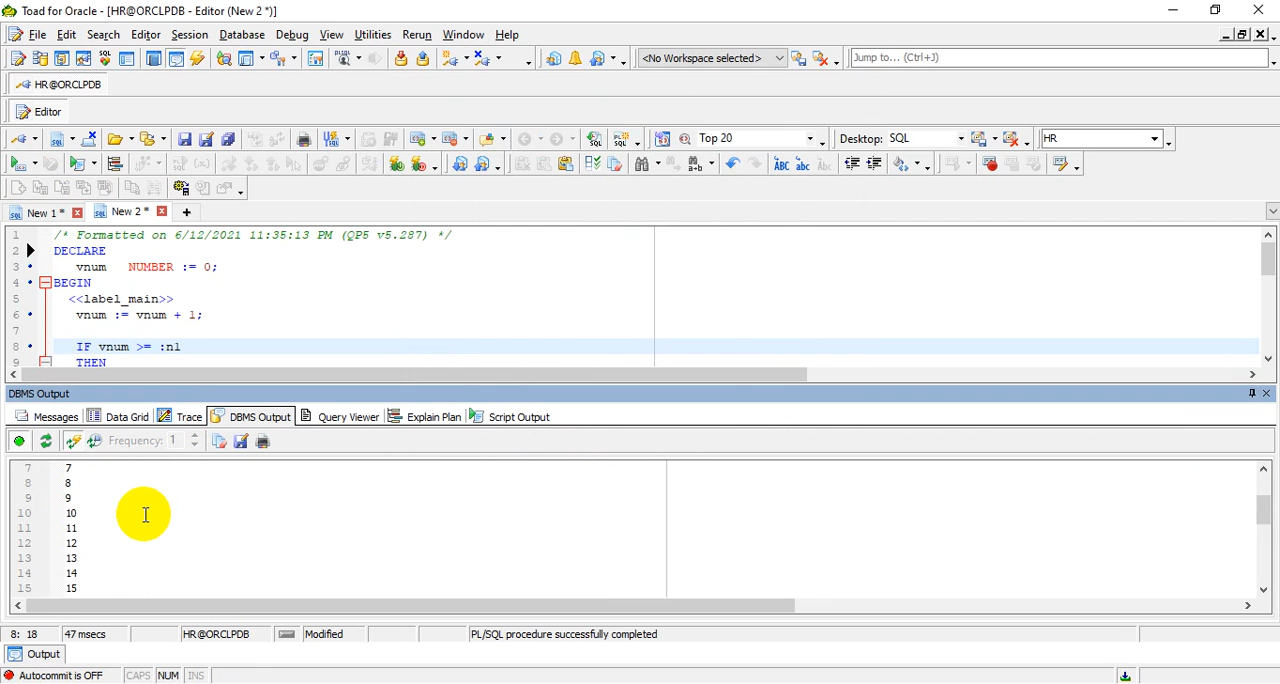 Toad for Oracle - [HR@ORCLPDB - Editor (New 2 *)]
File Edit Search Editor Session Database Debug View Utilities Rerun Window Help
<No Workspace selected> Jump to... (Ctrl+J)
HR@ORCLPDB
Editor
Top 20 Desktop: SQL HR
New 1 * New 2 *
1 /* Formatted on 6/12/2021 11:35:13 PM (QP5 v5.287) */
2 DECLARE
3 vnum NUMBER := 0;
4 BEGIN
5 <<label_main>>
6 vnum := vnum + 1;
7
8 IF vnum >= :n1
9 THEN
DBMS Output
Messages Data Grid Trace DBMS Output Query Viewer Explain Plan Script Output
Frequency: 1
7 7
8 8
9 9
10 10
11 11
12 12
13 13
14 14
15 15
8: 18 47 msecs HR@ORCLPDB Modified PL/SQL procedure successfully completed
Output
Autocommit is OFF CAPS NUM INS